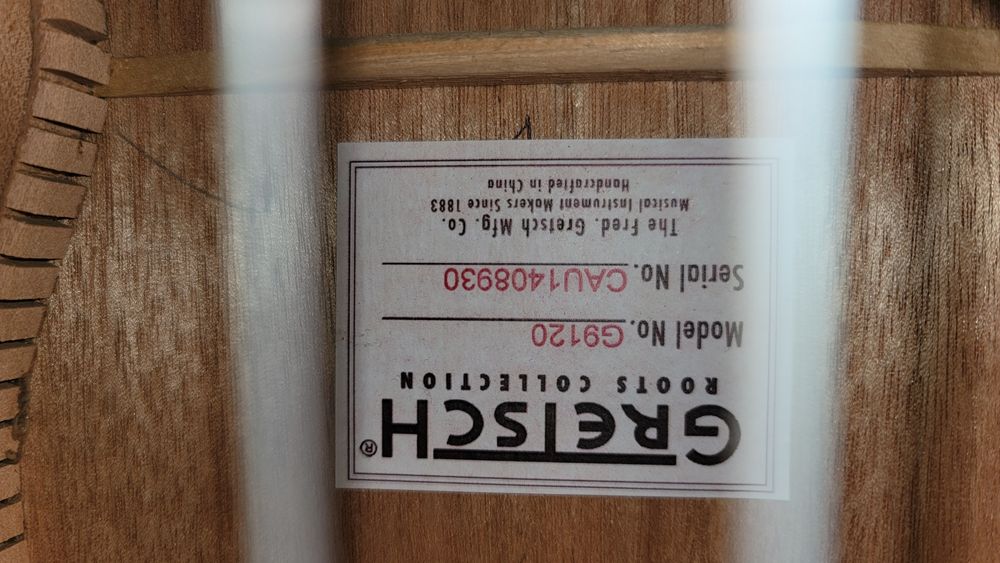 GRETSCH®
ROOTS COLLECTION
Model No. G9120
Serial No. CAU1408930
The Fred. Gretsch Mfg. Co.
Musical Instrument Makers Since 1883
Handcrafted in China